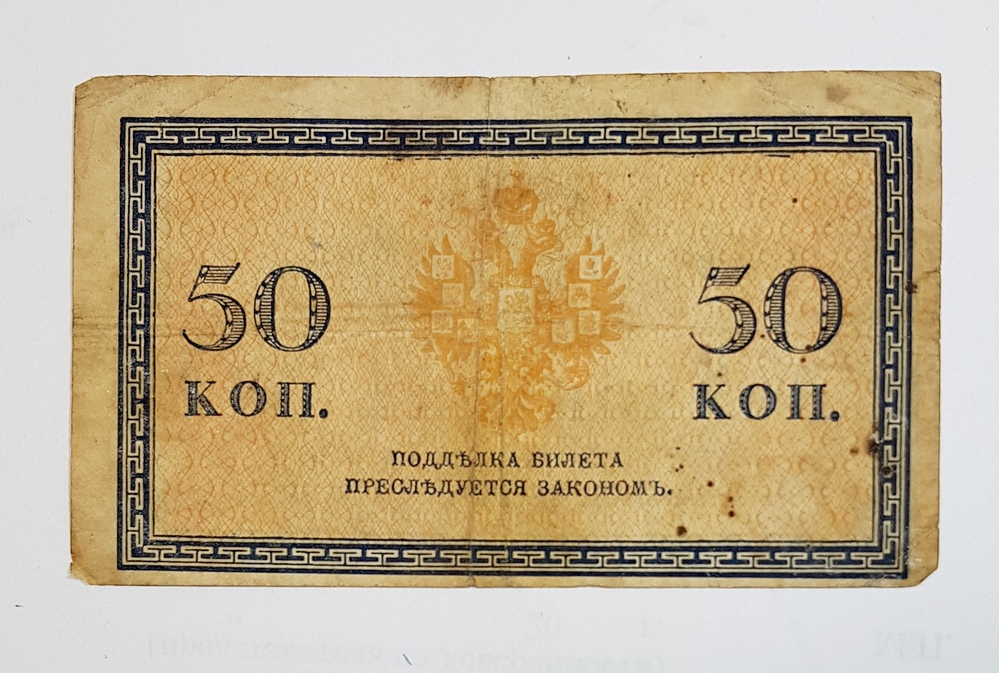 50 50
КОП. КОП.
ПОДДѢЛКА БИЛЕТА
ПРЕСЛѢДУЕТСЯ ЗАКОНОМЪ.